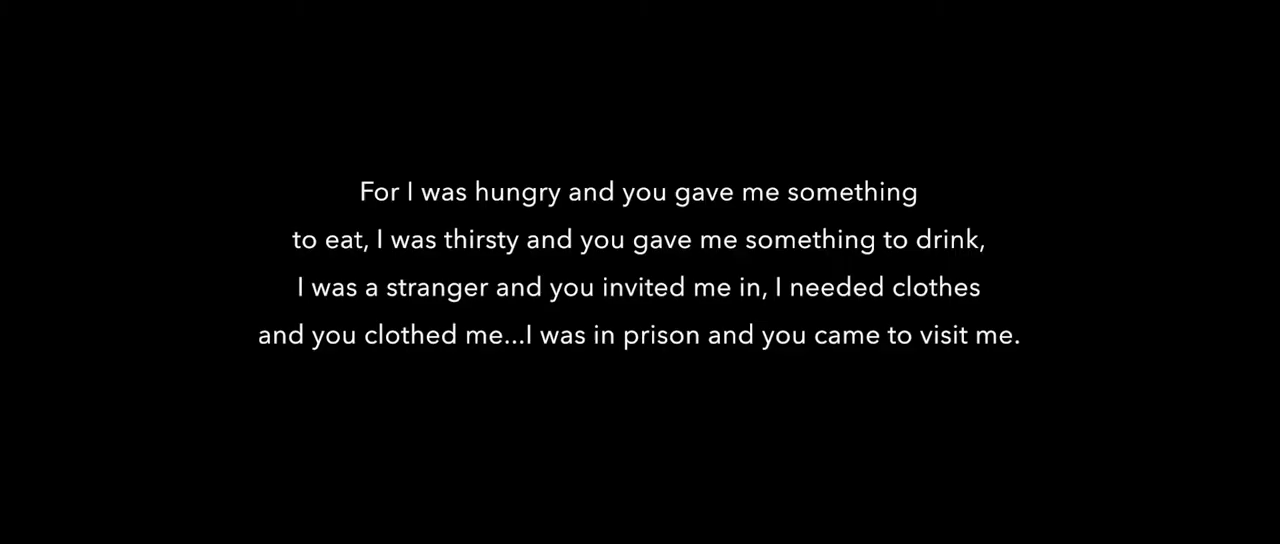 For I was hungry and you gave me something
to eat, I was thirsty and you gave me something to drink,
I was a stranger and you invited me in, I needed clothes
and you clothed me...I was in prison and you came to visit me.